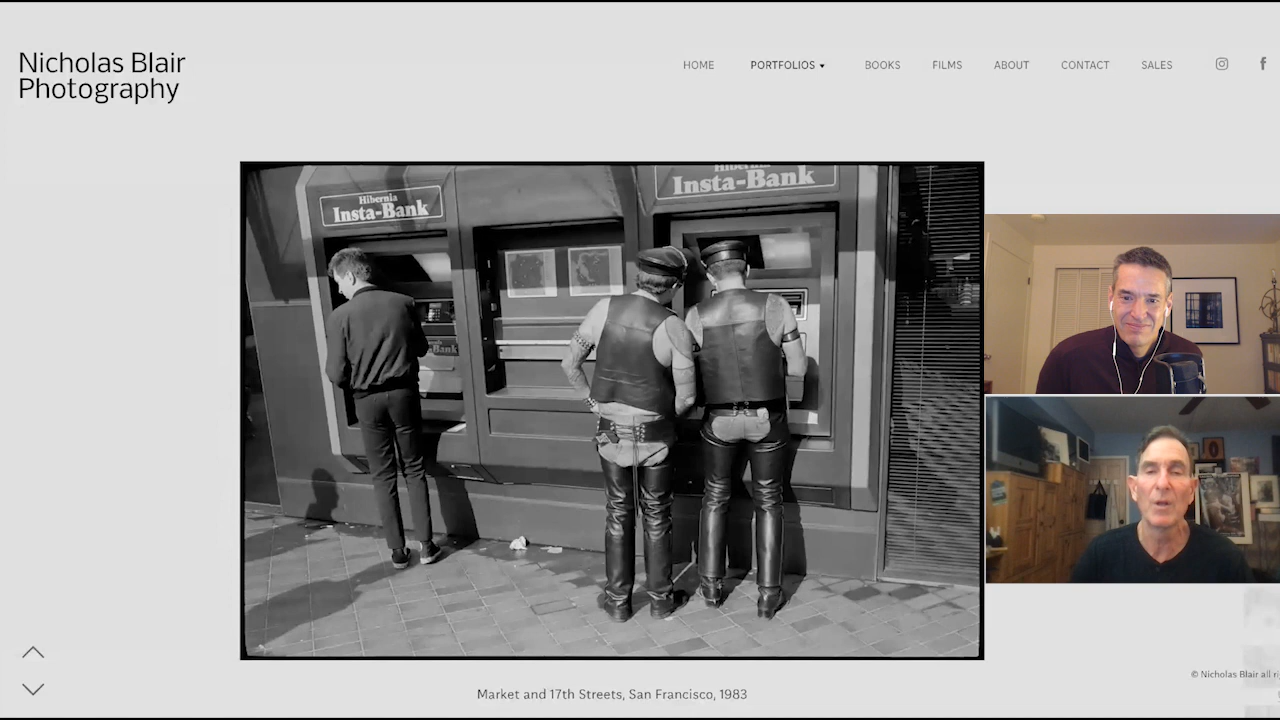 Nicholas Blair
Photography
HOME PORTFOLIOS ▾ BOOKS FILMS ABOUT CONTACT SALES
Hibernia
Insta-Bank
Hibernia
Insta-Bank
Bank
Market and 17th Streets, San Francisco, 1983
© Nicholas Blair all